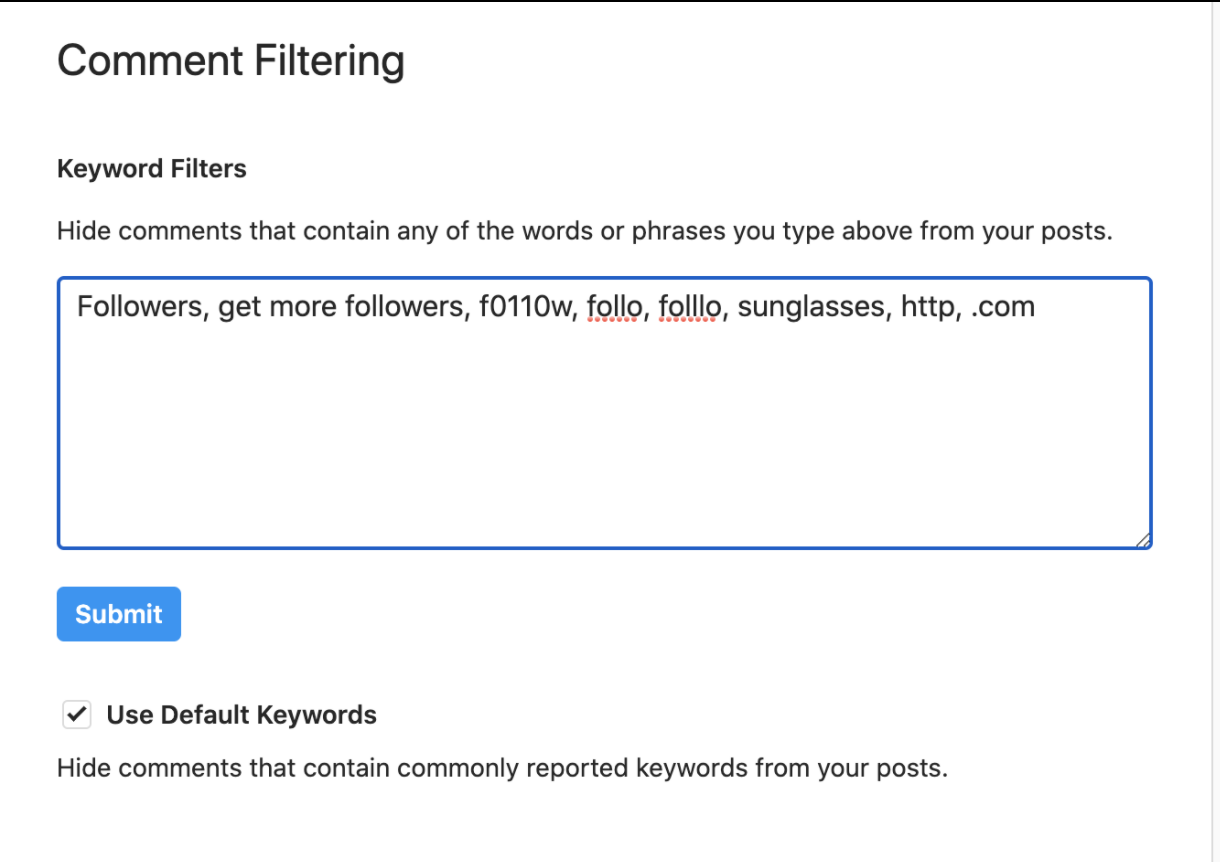 Comment Filtering
Keyword Filters
Hide comments that contain any of the words or phrases you type above from your posts.
Followers, get more followers, f0110w, follo, folllo, sunglasses, http, .com
Submit
Use Default Keywords
Hide comments that contain commonly reported keywords from your posts.